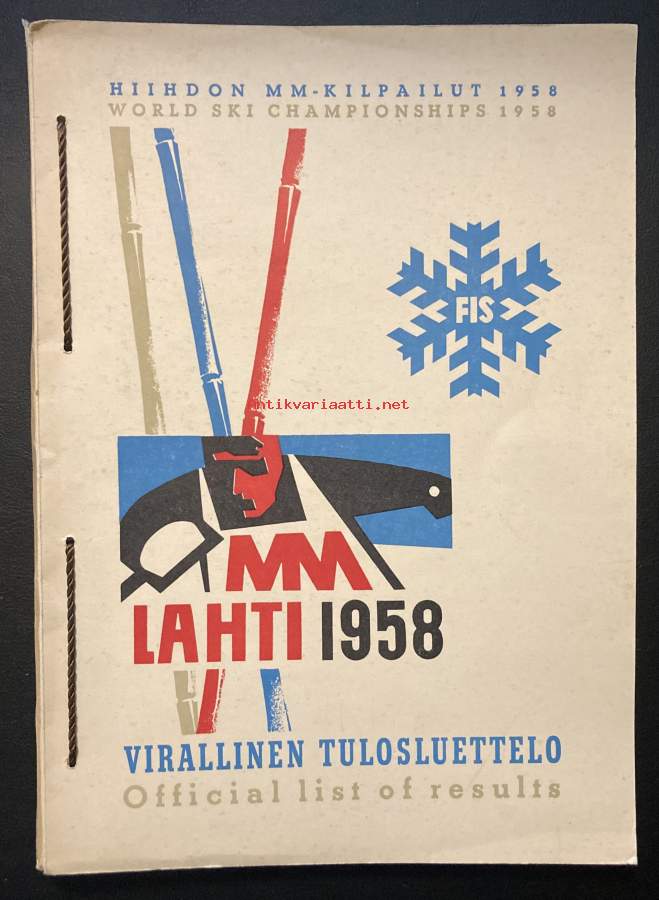 HIIHDON MM-KILPAILUT 1958
WORLD SKI CHAMPIONSHIPS 1958
FIS
ntikvariaatti.net
MM
LAHTI 1958
VIRALLINEN TULOSLUETTELO
Official list of results